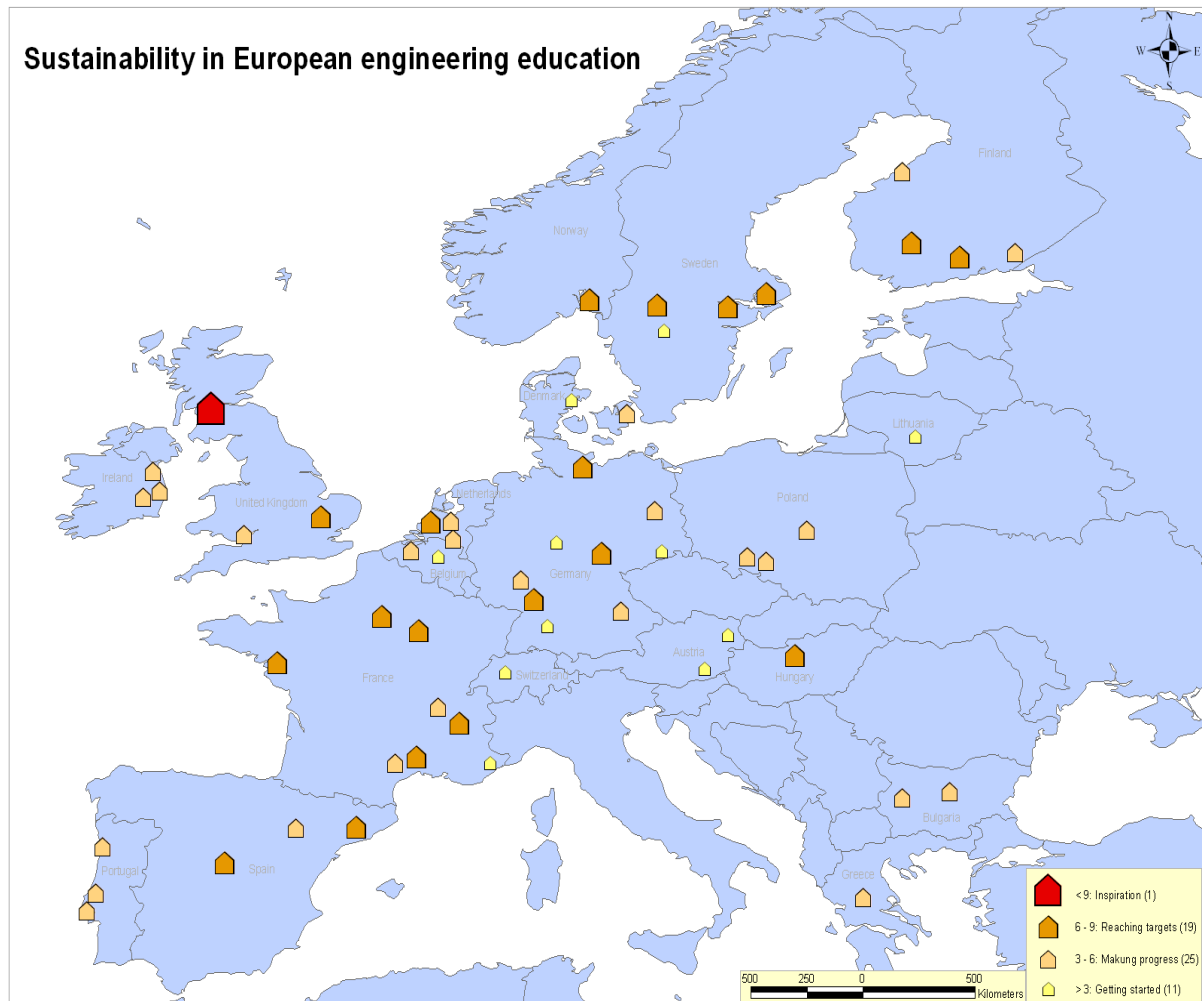 Sustainability in European engineering education
N
W E
S
Finland
Norway
Sweden
Denmark
Lithuania
Ireland
United Kingdom
Netherlands
Poland
Belgium
Germany
Austria
Switzerland
Hungary
France
Bulgaria
Portugal
Spain
Greece
< 9: Inspiration (1)
6 - 9: Reaching targets (19)
3 - 6: Makung progress (25)
> 3: Getting started (11)
500 250 0 500
Kilometers